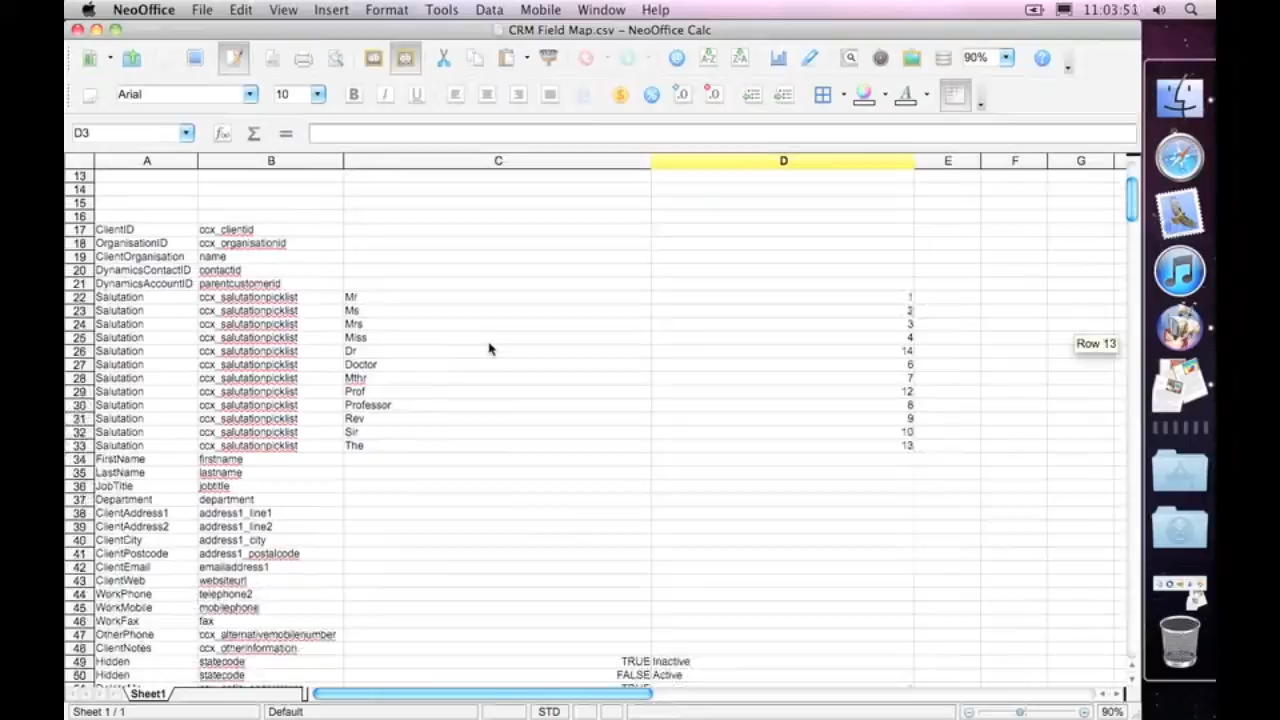 NeoOffice File Edit View Insert Format Tools Data Mobile Window Help 11:03:51
CRM Field Map.csv – NeoOffice Calc
90%
Arial 10 B I U
D3
A B C D E F G
13
14
15
16
17 ClientID ccx_clientid
18 OrganisationID ccx_organisationid
19 ClientOrganisation name
20 DynamicsContactID contactid
21 DynamicsAccountID parentcustomerid
22 Salutation ccx_salutationpicklist Mr 1
23 Salutation ccx_salutationpicklist Ms 2
24 Salutation ccx_salutationpicklist Mrs 3
25 Salutation ccx_salutationpicklist Miss 4
Row 13
26 Salutation ccx_salutationpicklist Dr 14
27 Salutation ccx_salutationpicklist Doctor 6
28 Salutation ccx_salutationpicklist Mthr 7
29 Salutation ccx_salutationpicklist Prof 12
30 Salutation ccx_salutationpicklist Professor 8
31 Salutation ccx_salutationpicklist Rev 9
32 Salutation ccx_salutationpicklist Sir 10
33 Salutation ccx_salutationpicklist The 13
34 FirstName firstname
35 LastName lastname
36 JobTitle jobtitle
37 Department department
38 ClientAddress1 address1_line1
39 ClientAddress2 address1_line2
40 ClientCity address1_city
41 ClientPostcode address1_postalcode
42 ClientEmail emailaddress1
43 ClientWeb websiteurl
44 WorkPhone telephone2
45 WorkMobile mobilephone
46 WorkFax fax
47 OtherPhone ccx_alternativemobilenumber
48 ClientNotes ccx_otherinformation
49 Hidden statecode TRUE Inactive
50 Hidden statecode FALSE Active
Sheet1
Sheet 1 / 1 Default STD 90%